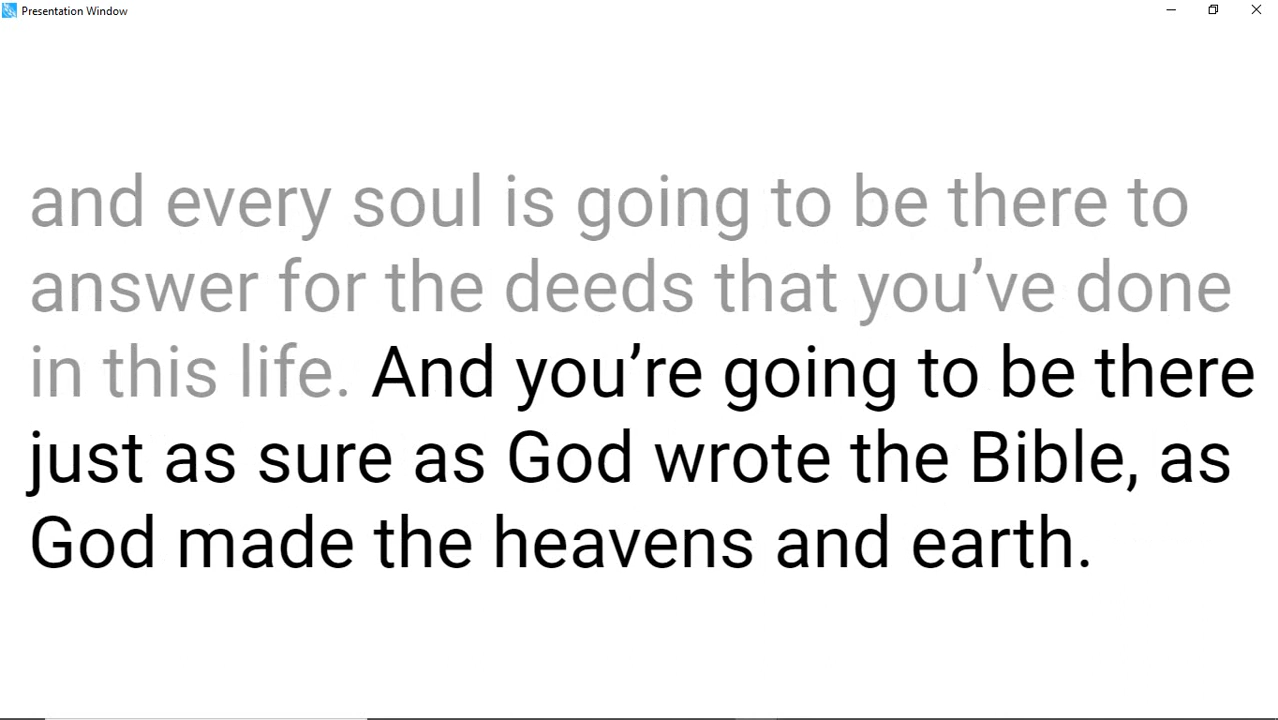 Presentation Window
and every soul is going to be there to
answer for the deeds that you’ve done
in this life. And you’re going to be there
just as sure as God wrote the Bible, as
God made the heavens and earth.